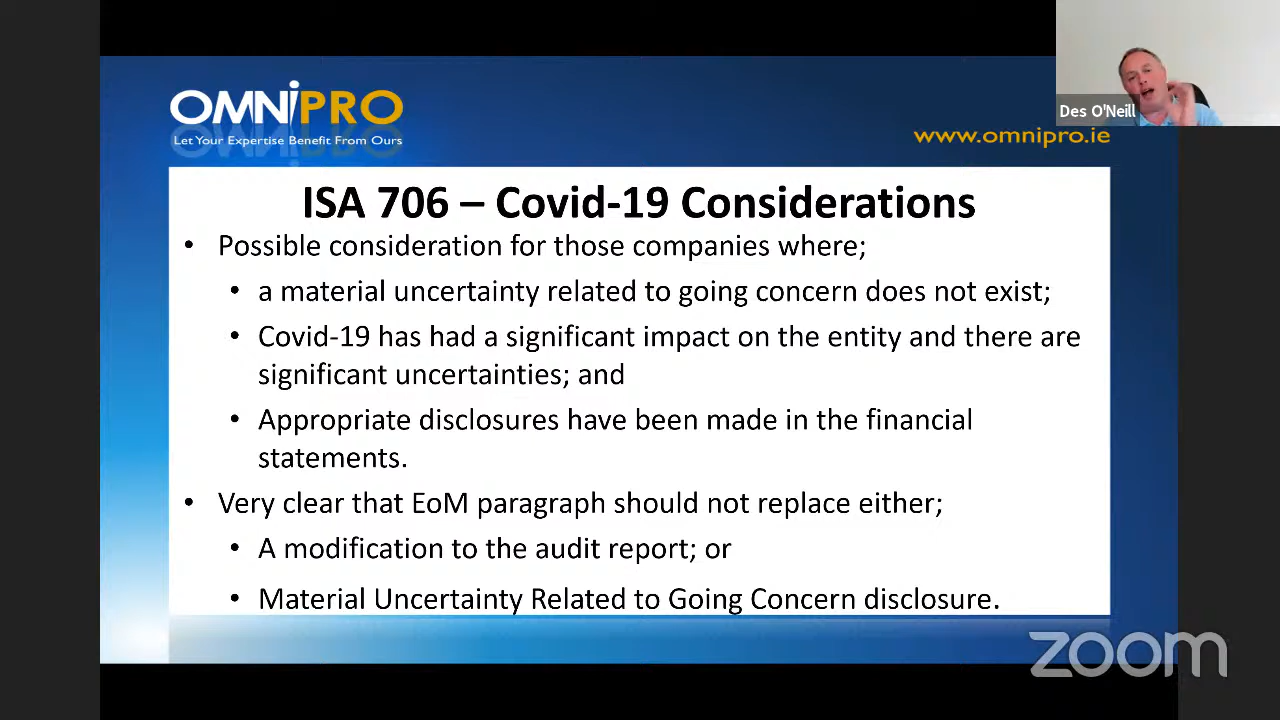 OMNiPRO
Let Your Expertise Benefit From Ours
Des O'Neill
www.omnipro.ie
ISA 706 – Covid-19 Considerations
• Possible consideration for those companies where;
• a material uncertainty related to going concern does not exist;
• Covid-19 has had a significant impact on the entity and there are
significant uncertainties; and
• Appropriate disclosures have been made in the financial
statements.
• Very clear that EoM paragraph should not replace either;
• A modification to the audit report; or
• Material Uncertainty Related to Going Concern disclosure.
zoom